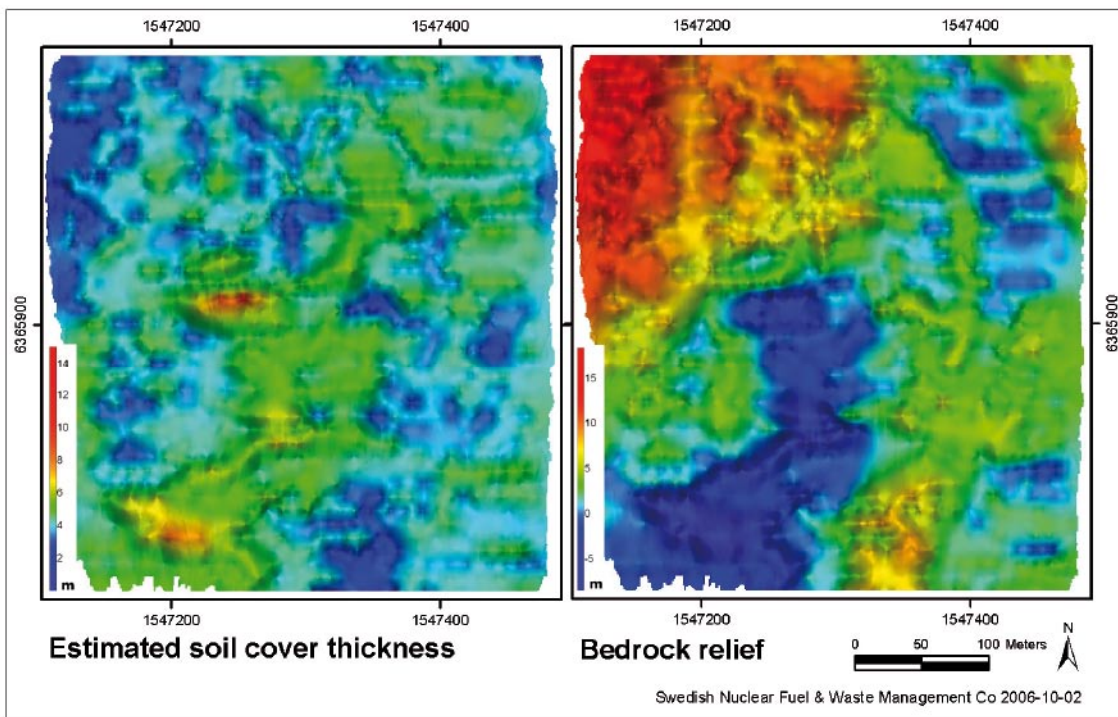 1547200 1547400 1547200 1547400
6365900 6365900
14
12
10
8
6
4
2
m
15
10
5
0
-5
m
1547200 1547400 1547200 1547400
Estimated soil cover thickness Bedrock relief
0 50 100 Meters N
Swedish Nuclear Fuel & Waste Management Co 2006-10-02